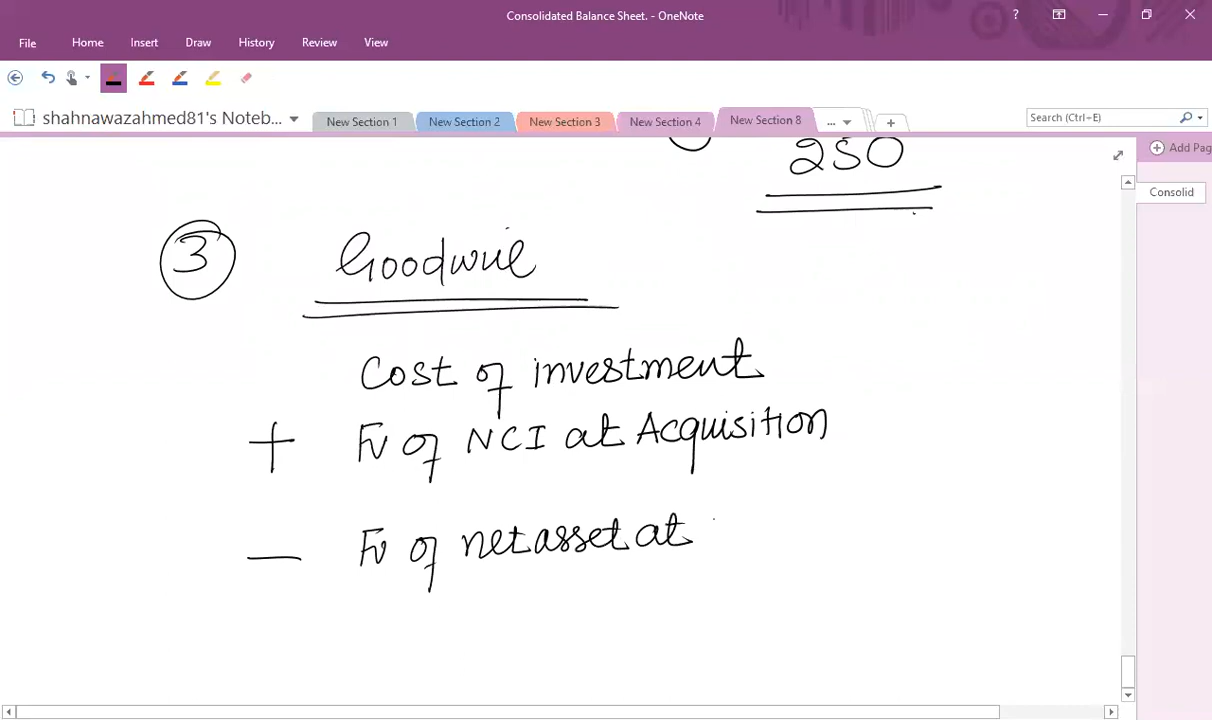 Consolidated Balance Sheet. - OneNote
?
File Home Insert Draw History Review View
shahnawazahmed81's Noteb... New Section 1 New Section 2 New Section 3 New Section 4 New Section 8 ... + Search (Ctrl+E)
Add Pag
Consolid
250
3 Goodwill
Cost of investment
+ Fv of NCI at Acquisition
— Fv of net asset at